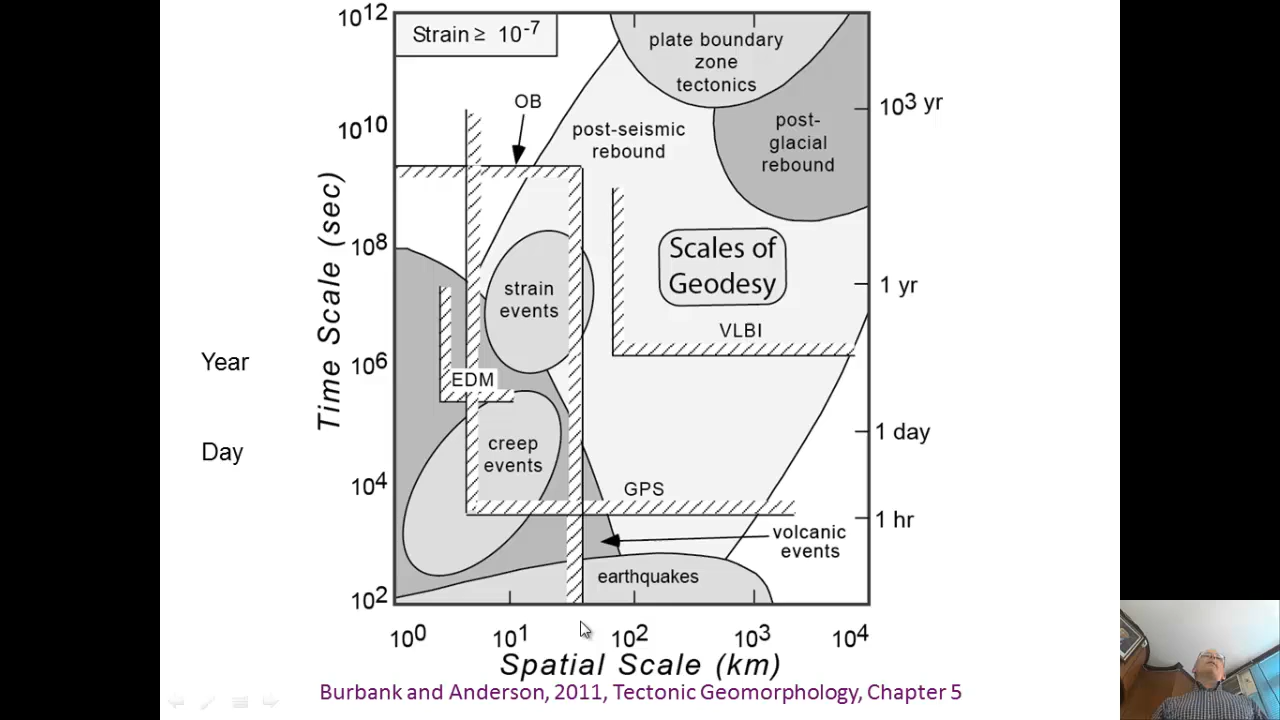 Strain ≥ 10⁻⁷
10¹²
10¹⁰
10⁸
10⁶
10⁴
10²
Time Scale (sec)
plate boundary
zone
tectonics
OB
post-seismic
rebound
post-
glacial
rebound
10³ yr
Scales of
Geodesy
1 yr
strain
events
VLBI
Year
EDM
Day
creep
events
1 day
GPS
1 hr
volcanic
events
earthquakes
10⁰
10¹
10²
10³
10⁴
Spatial Scale (km)
Burbank and Anderson, 2011, Tectonic Geomorphology, Chapter 5